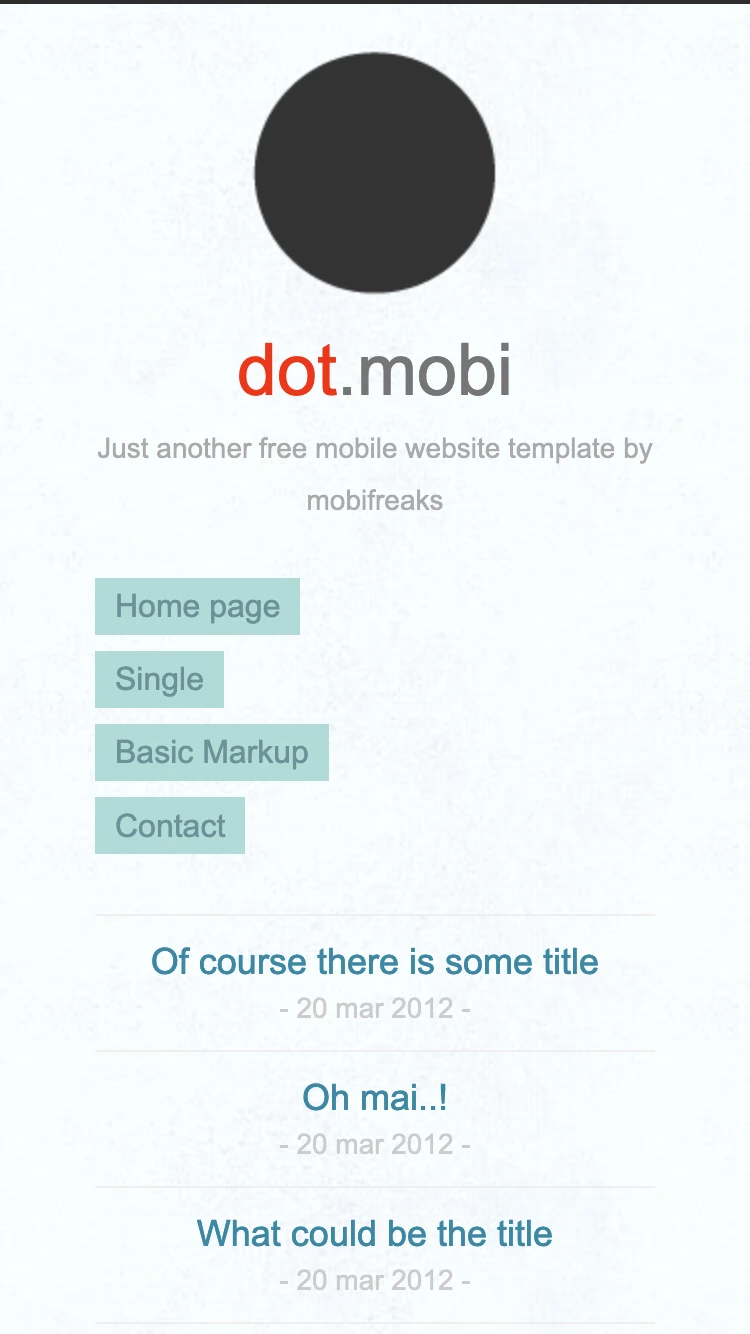 dot.mobi
Just another free mobile website template by
mobifreaks
Home page
Single
Basic Markup
Contact
Of course there is some title
- 20 mar 2012 -
Oh mai..!
- 20 mar 2012 -
What could be the title
- 20 mar 2012 -